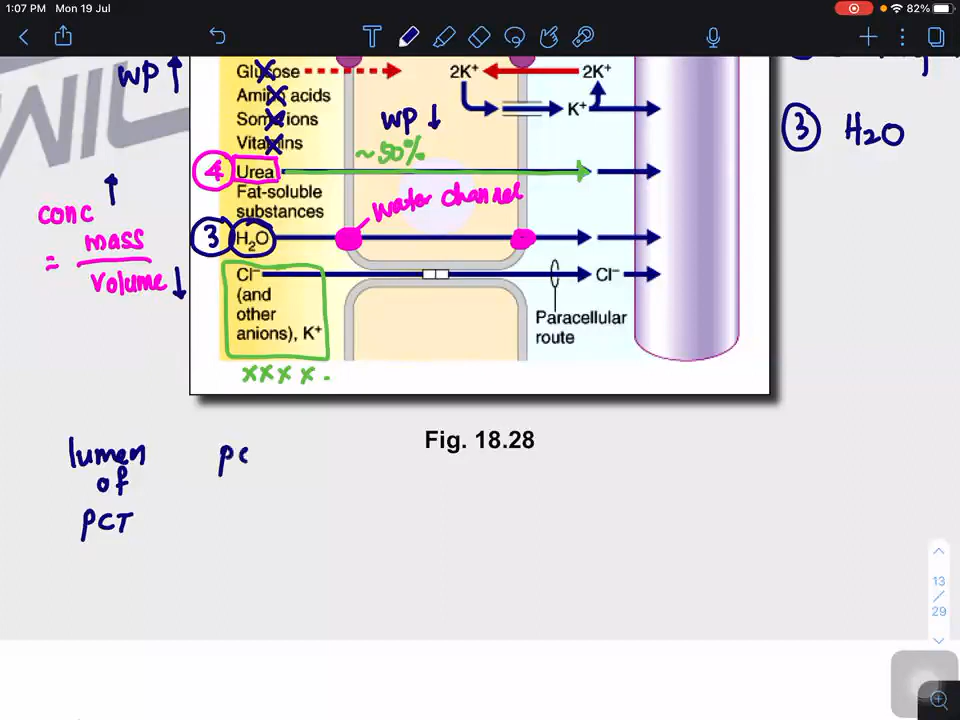 1:07 PM Mon 19 Jul
82%
T
WP ↑
Glucose
2K+
2K+
Amino acids
K+
Some ions
WP ↓
③ H2O
Vitamins
~50%
④ Urea
Fat-soluble
substances
water channel
conc ↑
= mass
volume ↓
③ H2O
Cl−
Cl−
(and
other
anions), K+
Paracellular
route
xxxx.
Fig. 18.28
lumen
of
PCT
pc
13
/
29